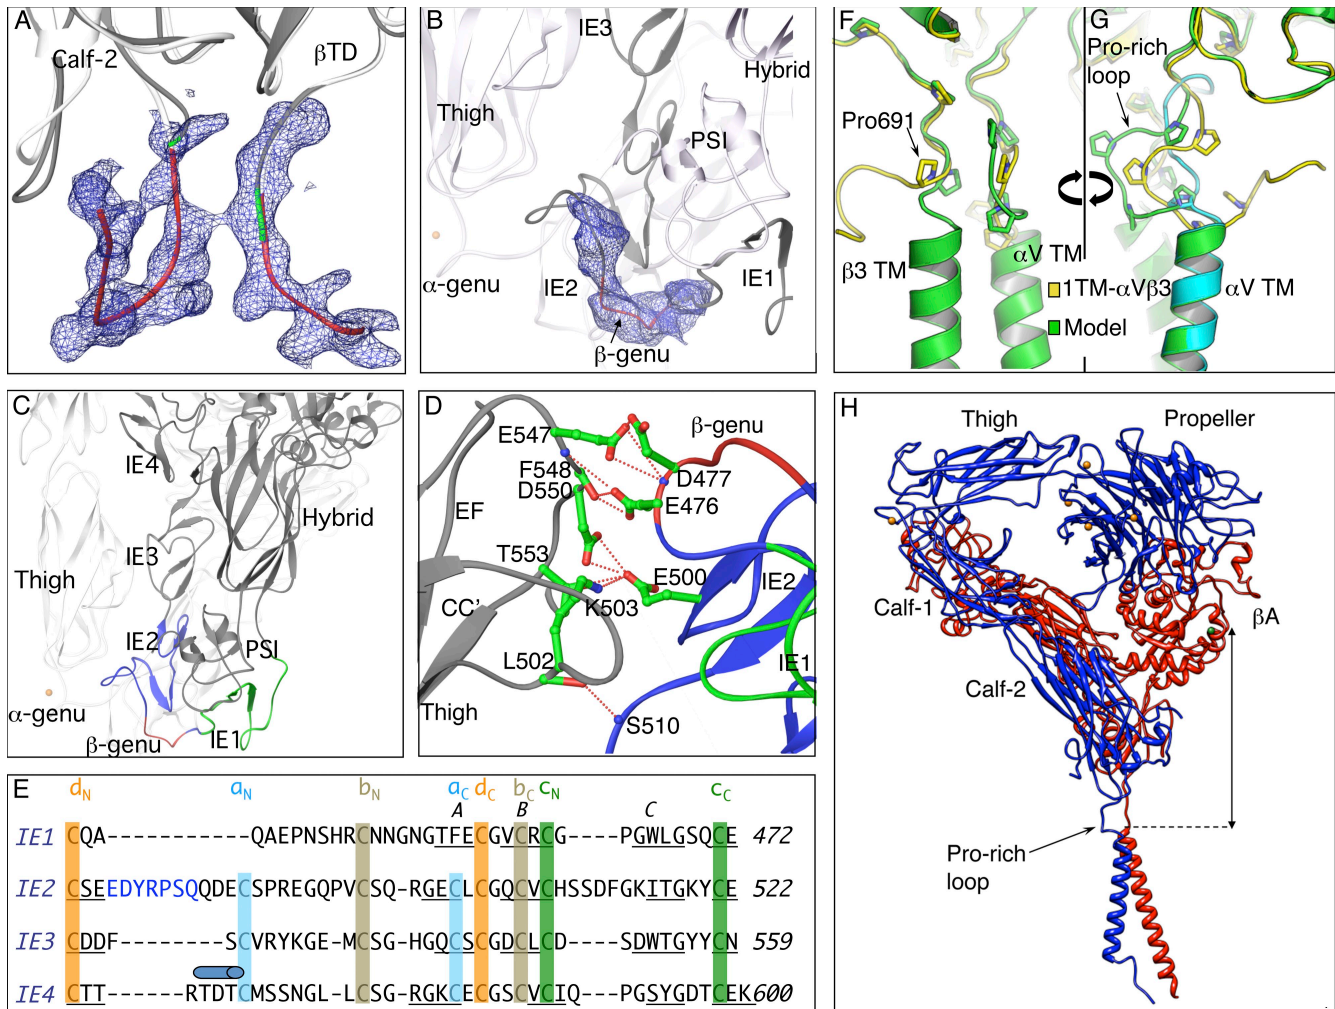 A
Calf-2
βTD
B
IE3
Hybrid
Thigh
PSI
α-genu
IE2
IE1
β-genu
C
IE4
Hybrid
IE3
Thigh
IE2
PSI
α-genu
β-genu
IE1
D
E547
β-genu
F548
D550
D477
E476
EF
T553
E500
IE2
CC'
K503
L502
IE1
Thigh
S510
E
dN aN bN aC dC bC cN cC
A B C
IE1 CQA-----------QAEPNSHRCNNGNGTFECGVCRCG----PGWLGSQCE 472
IE2 CSEEDYRPSQQDECSPREGQPVCSQ-RGECLCGQCVCHSSDFGKITGKYCE 522
IE3 CDDF---------SCVRYKGE-MCSG-HGQCSCGDCLCD----SDWTGYYCN 559
IE4 CTT-------RTDTCMSSNGL-LCSG-RGKCECGSCVCIQ---PGSYGDTCEK600
F
Pro691
β3 TM
αV TM
1TM-αVβ3
Model
G
Pro-rich
loop
αV TM
H
Thigh
Propeller
Calf-1
βA
Calf-2
Pro-rich
loop